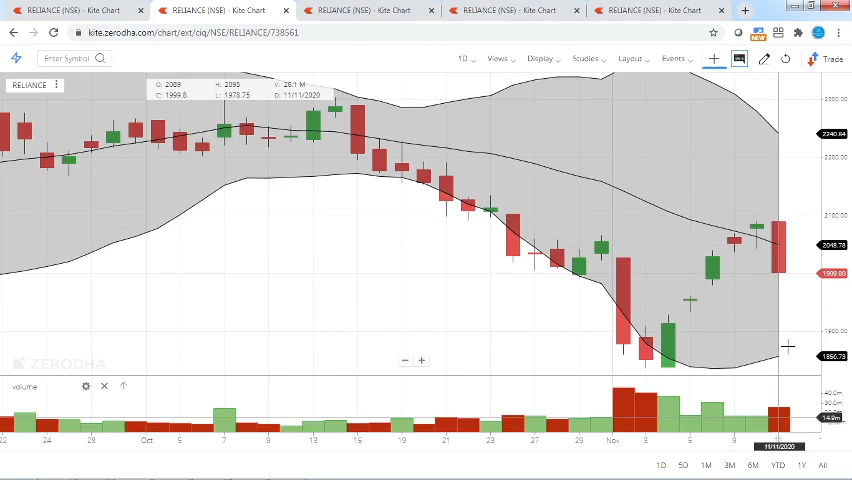 RELIANCE (NSE) - Kite Chart
RELIANCE (NSE) - Kite Chart
RELIANCE (NSE) - Kite Chart
RELIANCE (NSE) - Kite Chart
RELIANCE (NSE) - Kite Chart
kite.zerodha.com/chart/ext/ciq/NSE/RELIANCE/738561
NEW
Enter Symbol
1D
Views
Display
Studies
Layout
Events
Trade
RELIANCE
O: 2089 H: 2095 V: 26.1 M
C: 1999.8 L: 1978.75 D: 11/11/2020
2300.00
2240.84
2200.00
2100.00
2048.78
1999.80
1900.00
1856.73
ZERODHA
volume
40.0m
30.0m
14.9m
22 24 28 Oct 5 7 9 13 15 19 21 23 27 29 Nov 3 5 9
11/11/2020
1D 5D 1M 3M 6M YTD 1Y All